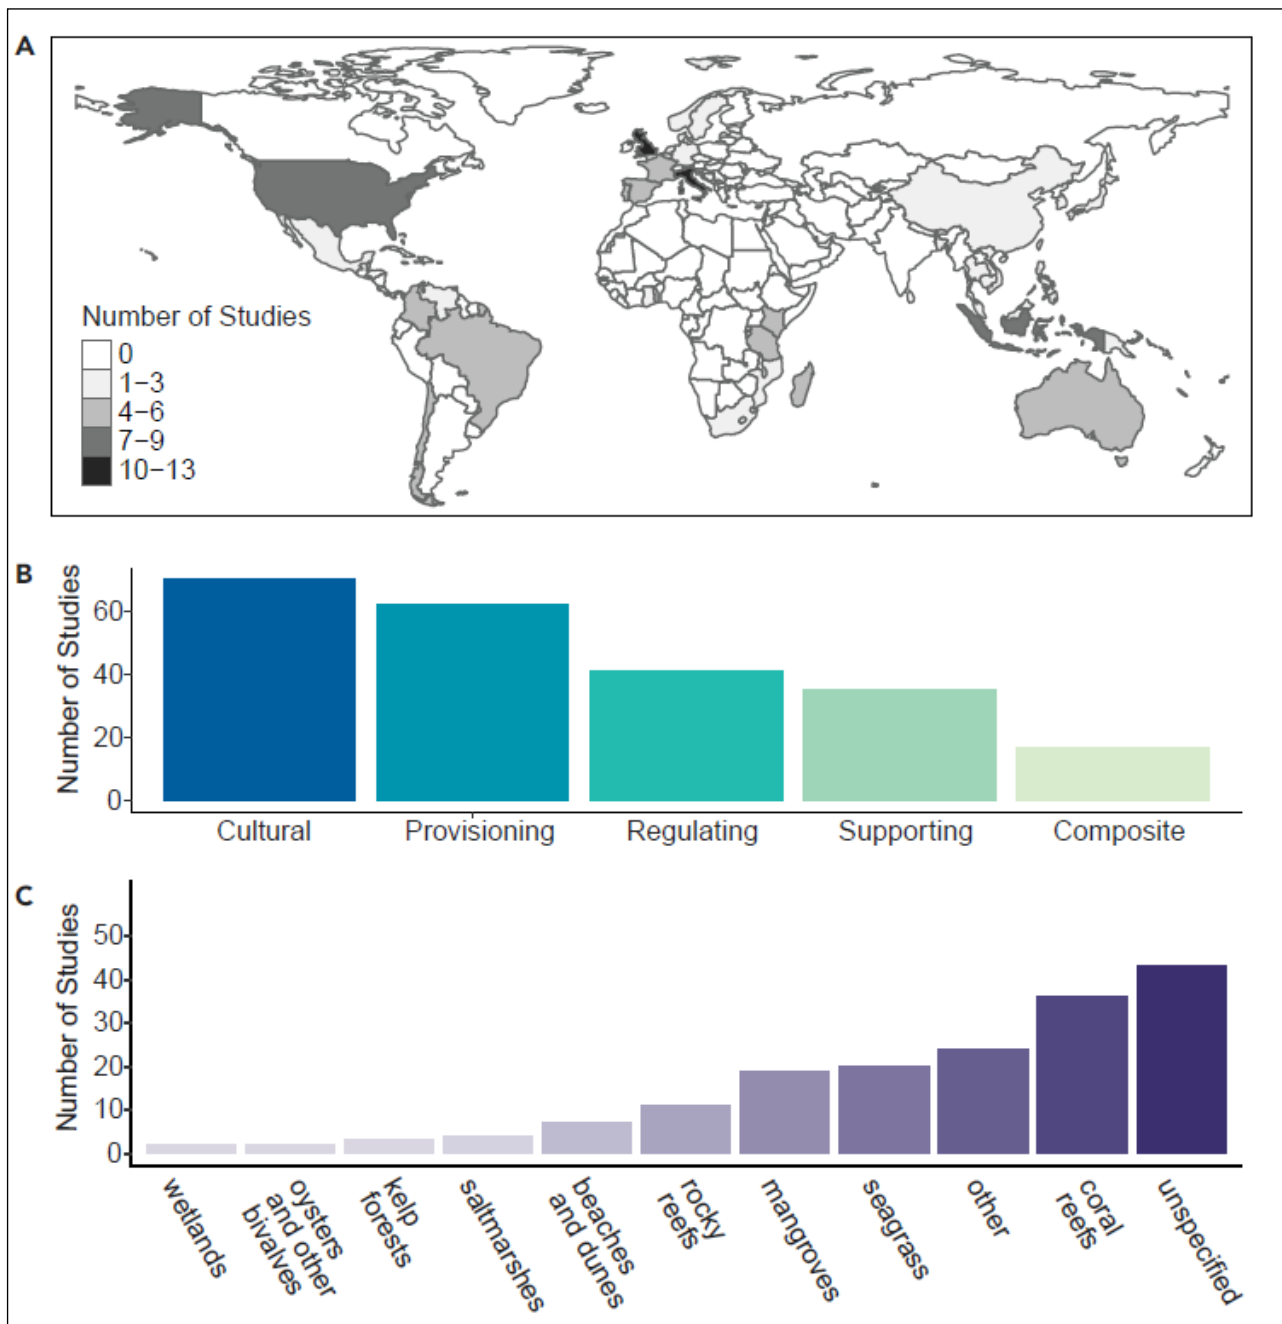 A
Number of Studies
0
1–3
4–6
7–9
10–13
B
Number of Studies
60
40
20
0
Cultural
Provisioning
Regulating
Supporting
Composite
C
Number of Studies
50
40
30
20
10
0
wetlands
oysters
and other
bivalves
kelp
forests
saltmarshes
beaches
and dunes
rocky
reefs
mangroves
seagrass
other
coral
reefs
unspecified